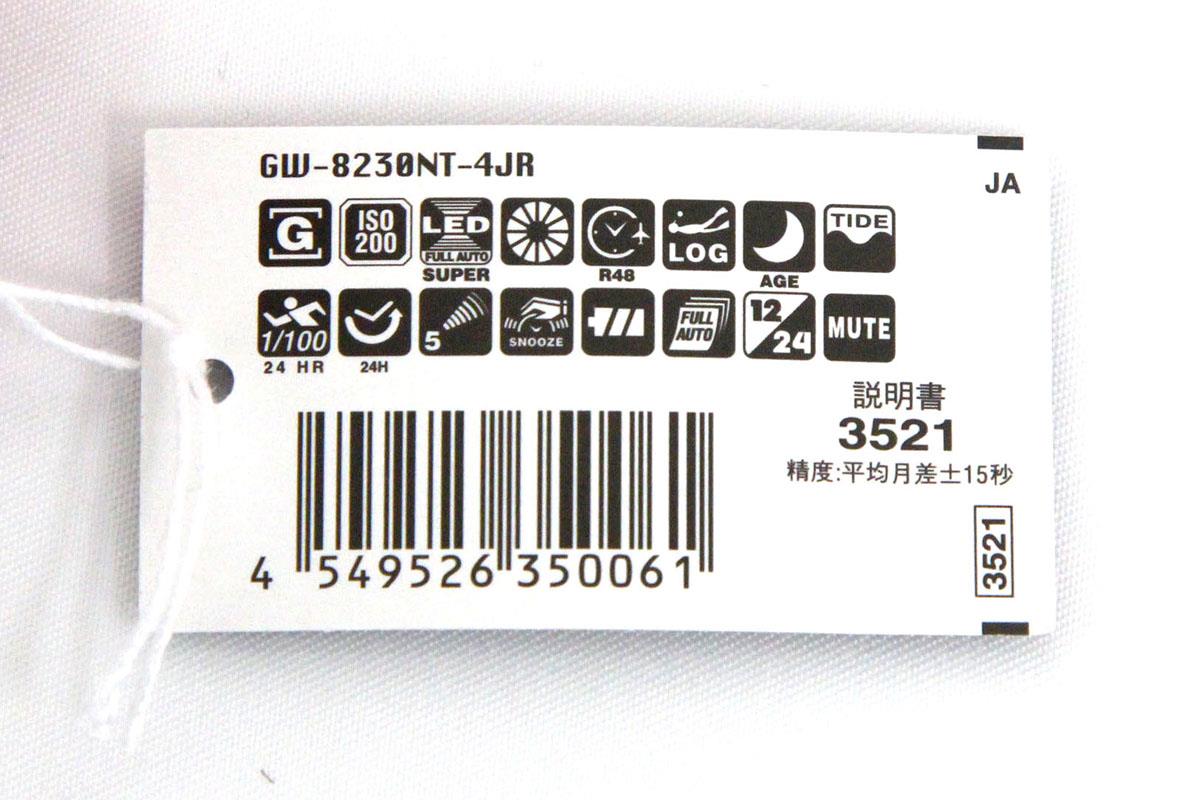 GW-8230NT-4JR
JA
G
ISO
200
LED
FULL AUTO
SUPER
R48
LOG
AGE
TIDE
1/100
24 HR
24H
5
SNOOZE
FULL
AUTO
12/24
MUTE
説明書
3521
精度:平均月差±15秒
4 549526 350061
3521